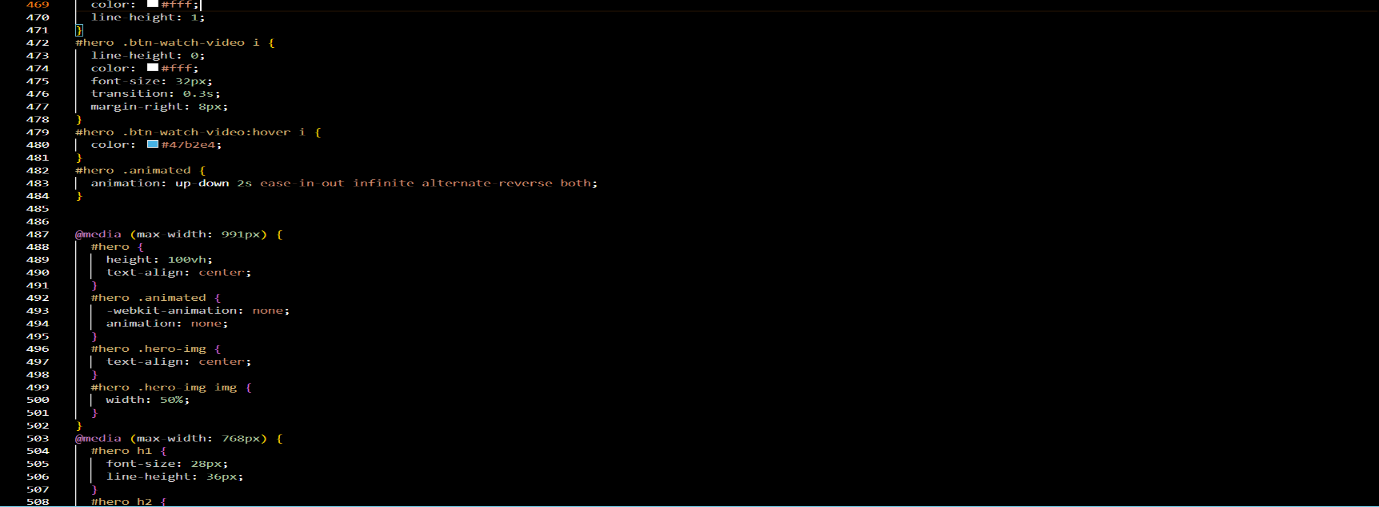 469 color: #fff;
470 line-height: 1;
471 }
472 #hero .btn-watch-video i {
473 line-height: 0;
474 color: #fff;
475 font-size: 32px;
476 transition: 0.3s;
477 margin-right: 8px;
478 }
479 #hero .btn-watch-video:hover i {
480 color: #47b2e4;
481 }
482 #hero .animated {
483 animation: up-down 2s ease-in-out infinite alternate-reverse both;
484 }
485
486
487 @media (max-width: 991px) {
488 #hero {
489 height: 100vh;
490 text-align: center;
491 }
492 #hero .animated {
493 -webkit-animation: none;
494 animation: none;
495 }
496 #hero .hero-img {
497 text-align: center;
498 }
499 #hero .hero-img img {
500 width: 50%;
501 }
502 }
503 @media (max-width: 768px) {
504 #hero h1 {
505 font-size: 28px;
506 line-height: 36px;
507 }
508 #hero h2 {